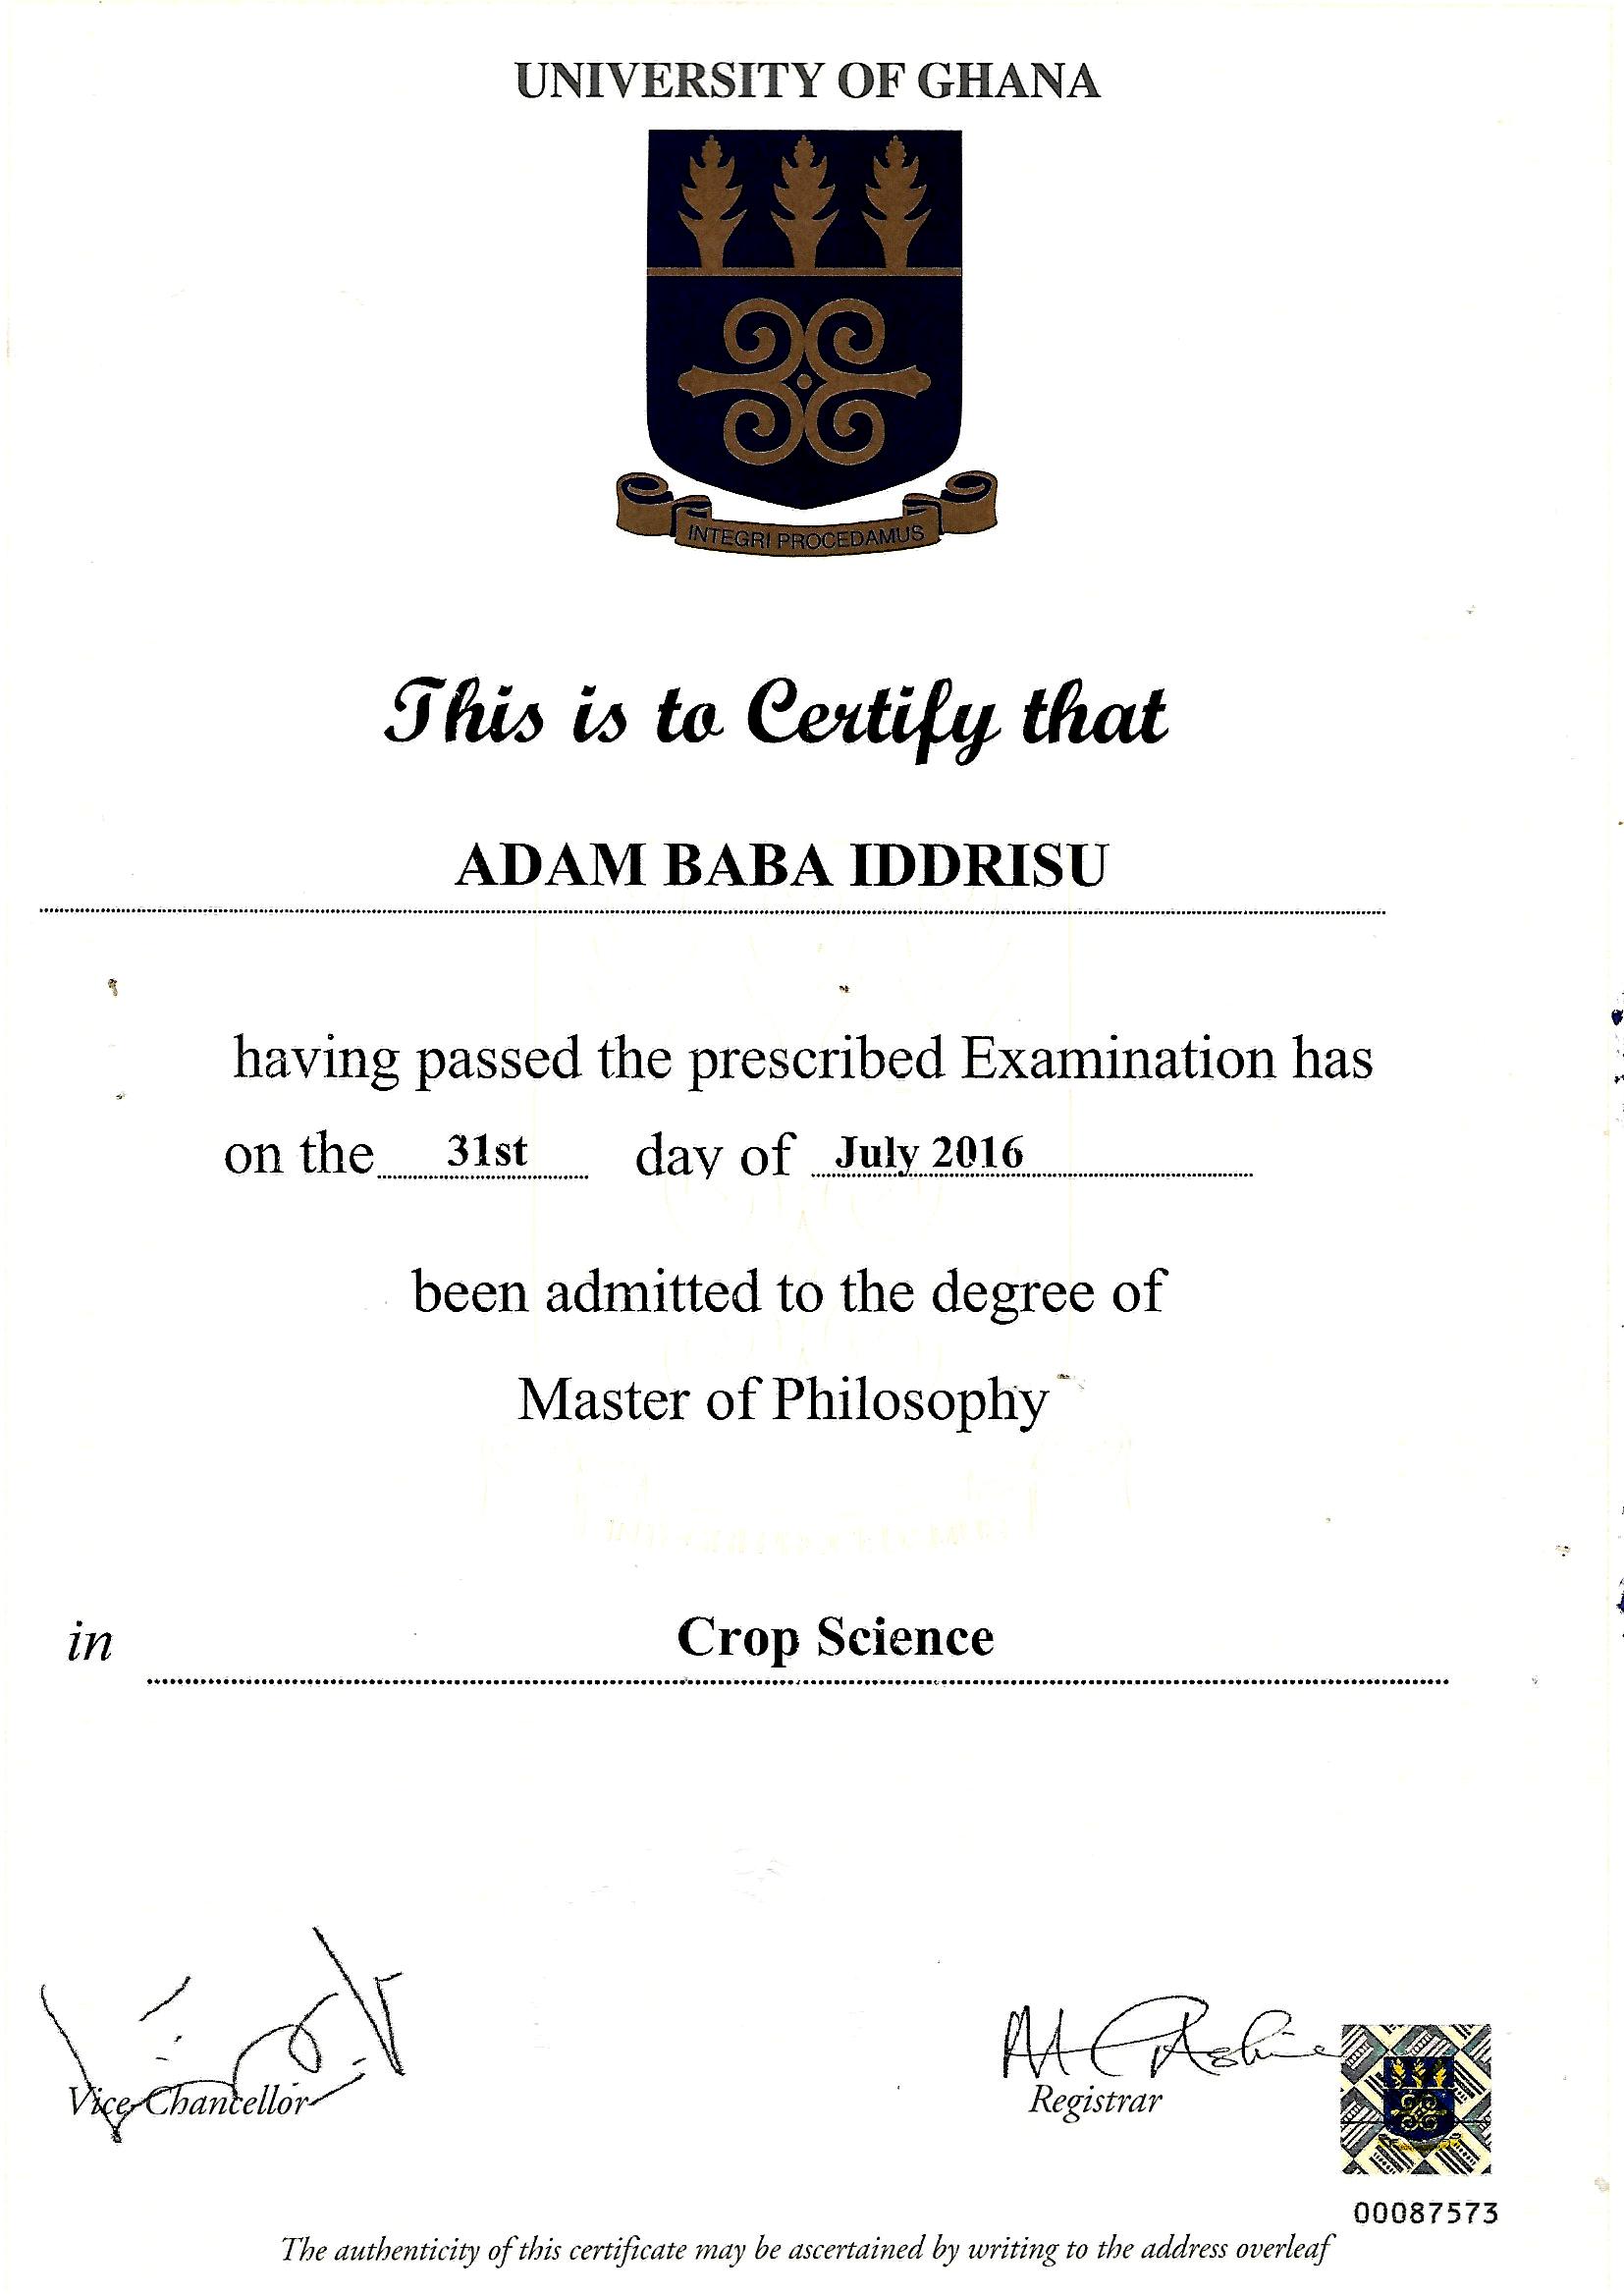 UNIVERSITY OF GHANA
INTEGRI PROCEDAMUS
This is to Certify that
ADAM BABA IDDRISU
having passed the prescribed Examination has
on the 31st day of July 2016
been admitted to the degree of
Master of Philosophy
in Crop Science
Vice-Chancellor
Registrar
00087573
The authenticity of this certificate may be ascertained by writing to the address overleaf